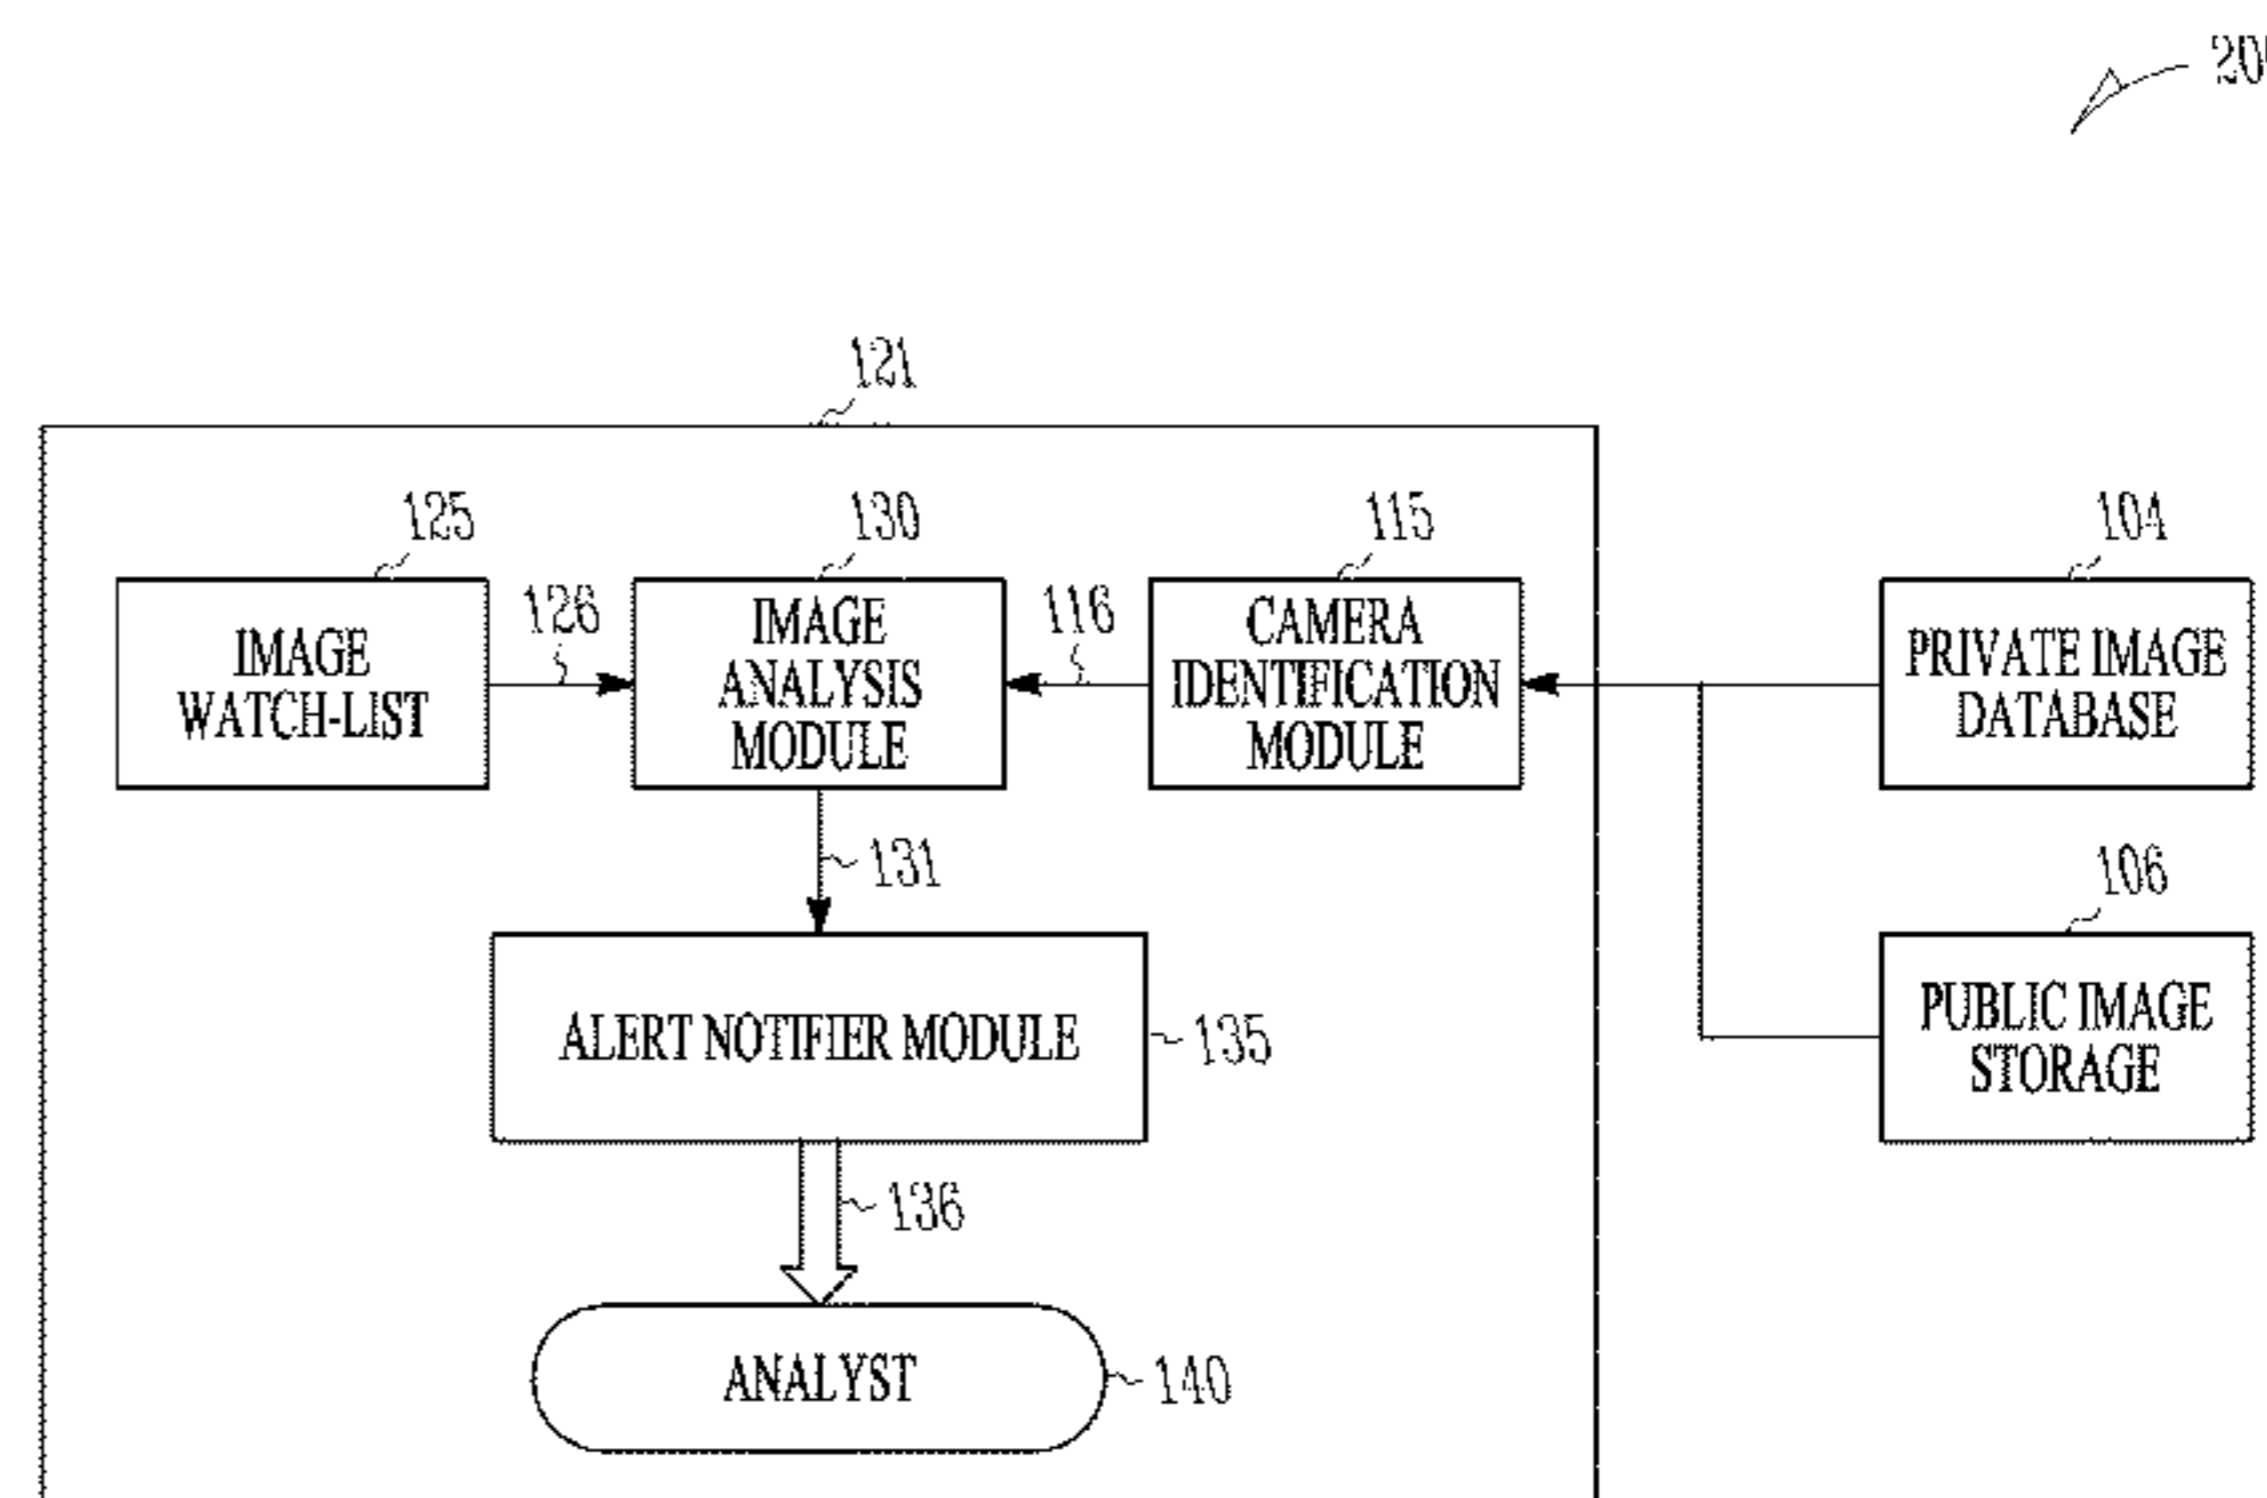 121
125
130
115
104
IMAGE
WATCH-LIST
126
IMAGE
ANALYSIS
MODULE
116
CAMERA
IDENTIFICATION
MODULE
PRIVATE IMAGE
DATABASE
131
106
ALERT NOTIFIER MODULE
135
PUBLIC IMAGE
STORAGE
136
ANALYST
140